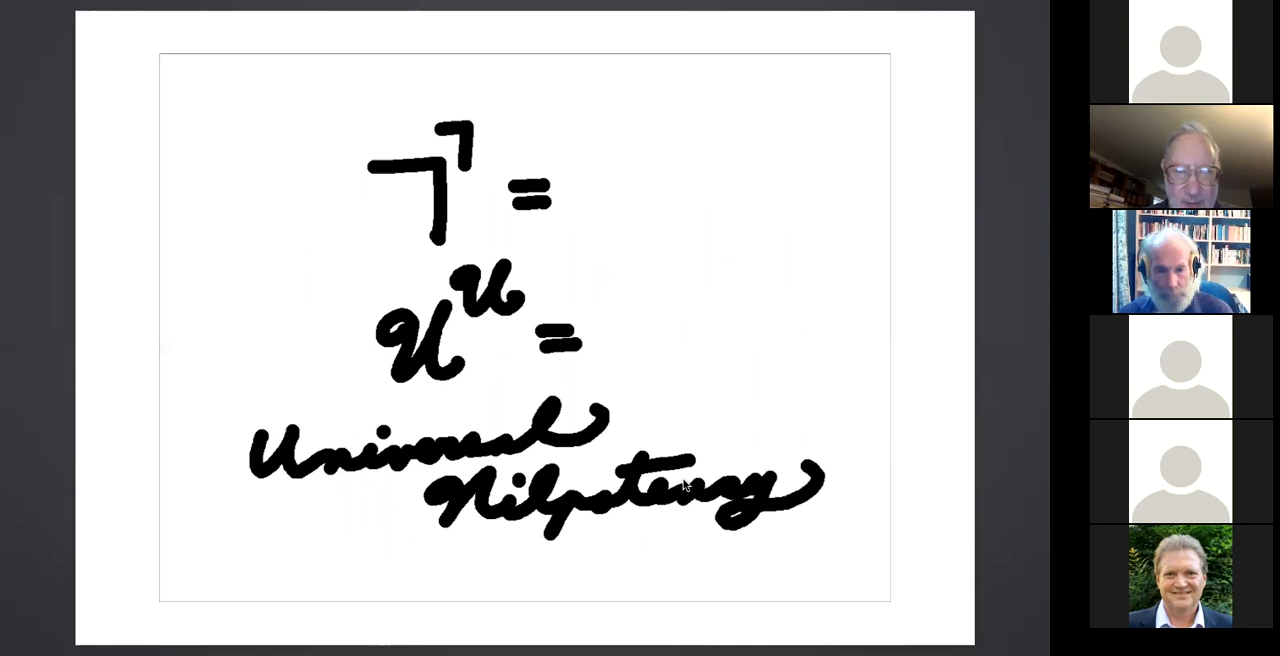 ¬^¬ =
𝒰^𝒰 =
Universal
Nilpotency